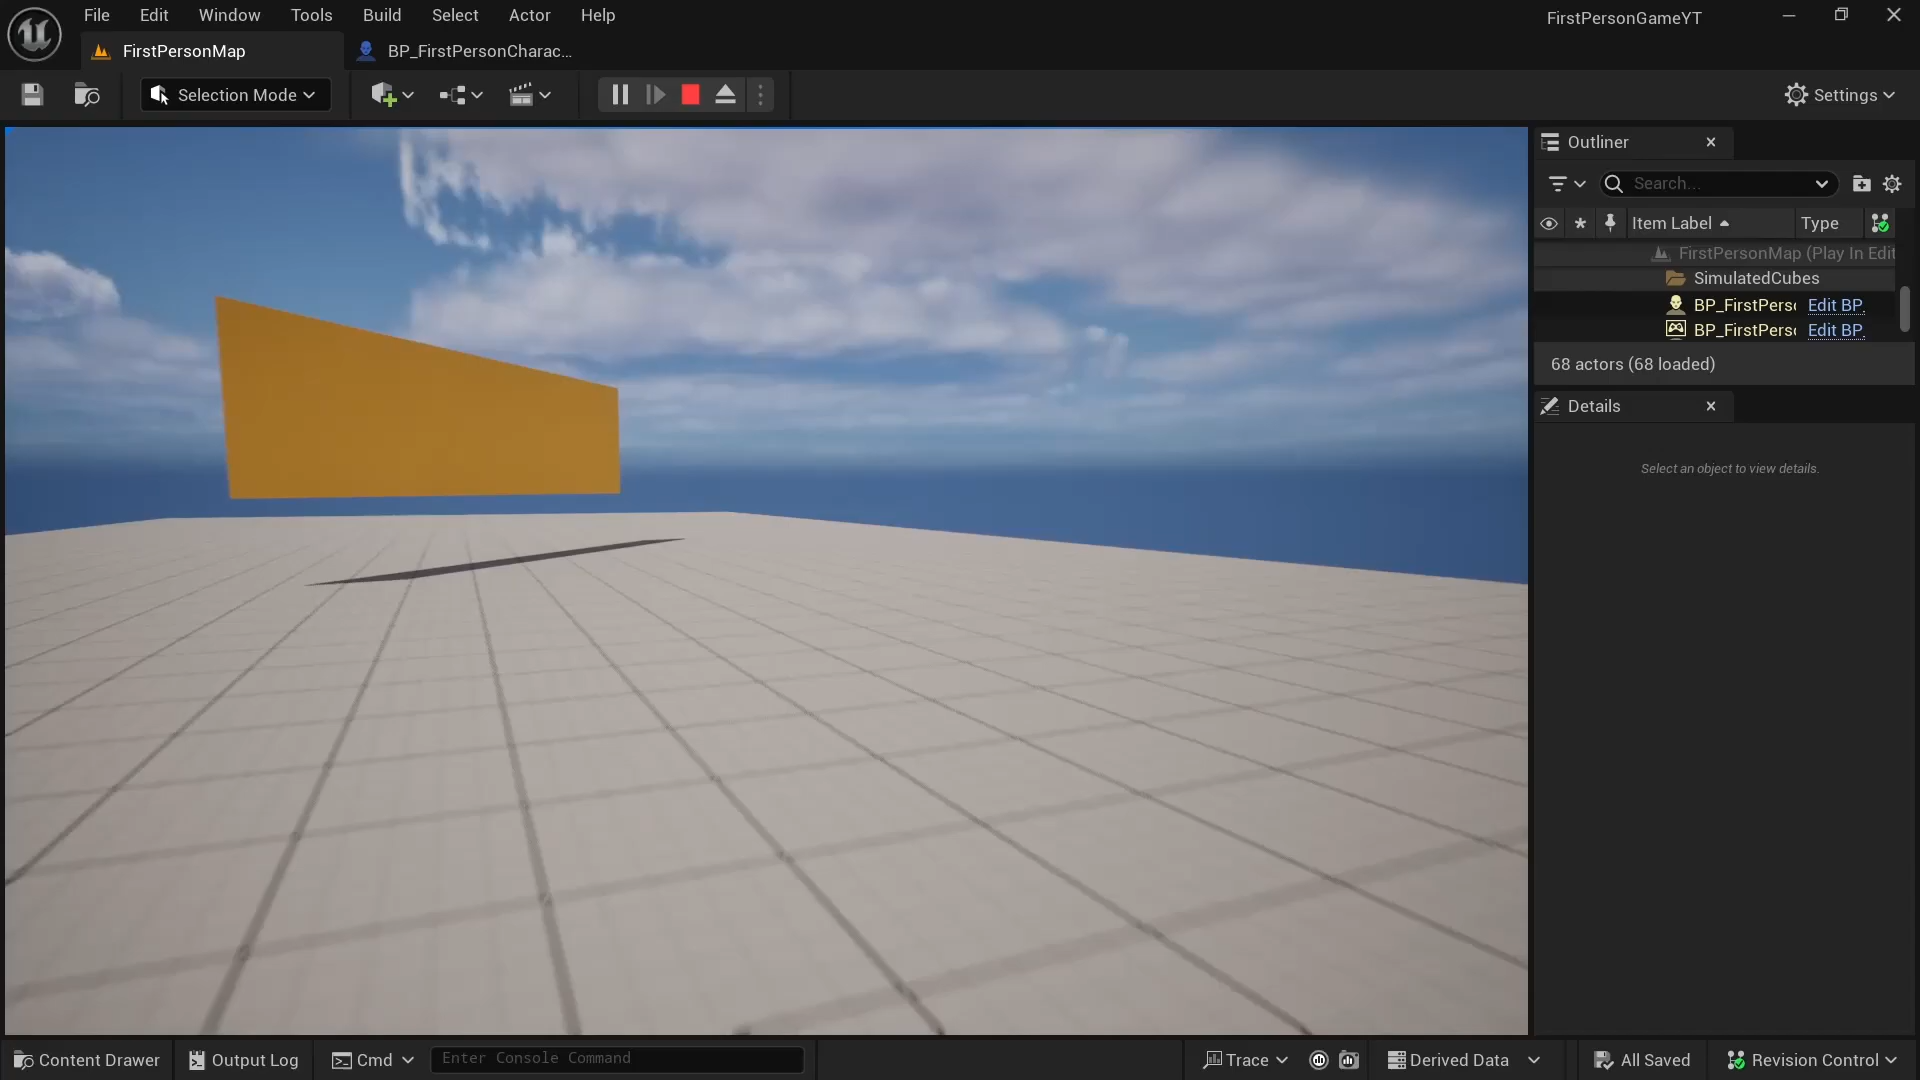 File Edit Window Tools Build Select Actor Help
FirstPersonGameYT
FirstPersonMap
BP_FirstPersonCharac...
Selection Mode
Settings
Outliner
Search...
Item Label
Type
FirstPersonMap (Play In Edit
SimulatedCubes
BP_FirstPerso Edit BP.
BP_FirstPerso Edit BP.
68 actors (68 loaded)
Details
Select an object to view details.
Content Drawer
Output Log
Cmd
Enter Console Command
Trace
Derived Data
All Saved
Revision Control